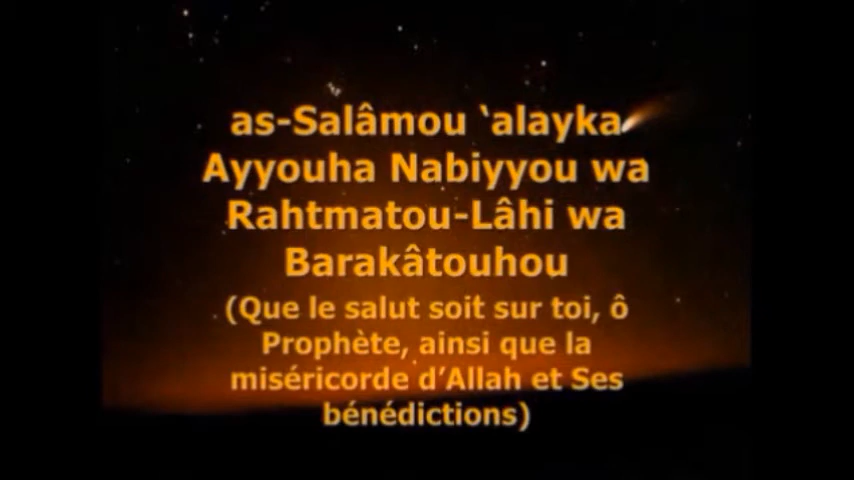 as-Salâmou ‘alayka
Ayyouha Nabiyyou wa
Rahtmatou-Lâhi wa
Barakâtouhou
(Que le salut soit sur toi, ô
Prophète, ainsi que la
miséricorde d’Allah et Ses
bénédictions)